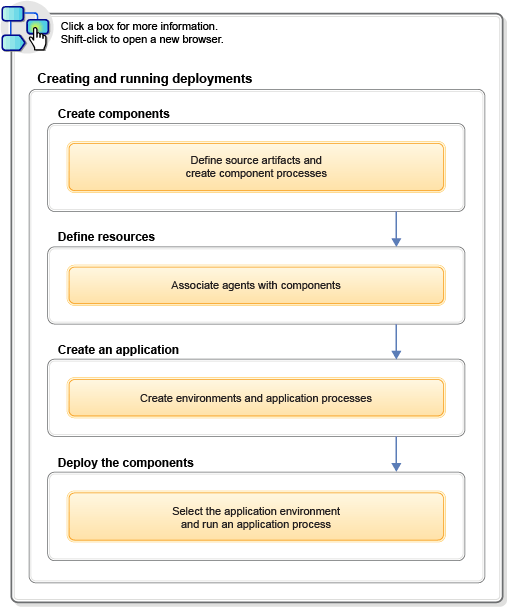 Click a box for more information.
Shift-click to open a new browser.
Creating and running deployments
Create components
Define source artifacts and
create component processes
Define resources
Associate agents with components
Create an application
Create environments and application processes
Deploy the components
Select the application environment
and run an application process